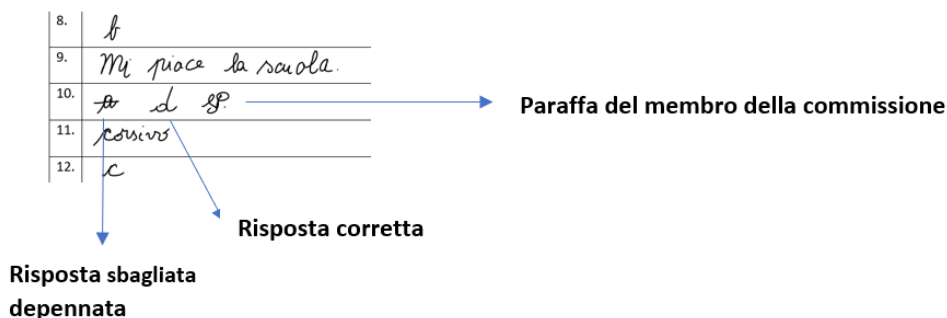 8. b
9. Mi piace la scuola.
10. a d SP.
Paraffa del membro della commissione
11. corsivo
12. c
Risposta corretta
Risposta sbagliata
depennata